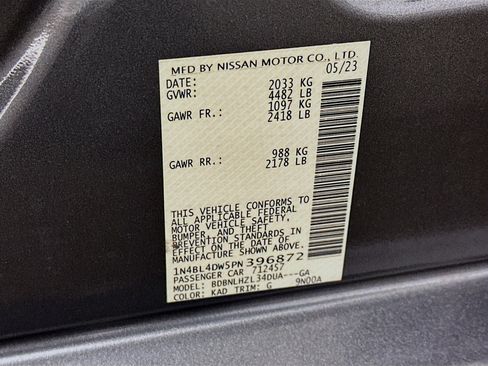 MFD BY NISSAN MOTOR CO., LTD.
DATE: 05/23
GVWR: 2033 KG
4482 LB
GAWR FR.: 1097 KG
2418 LB
GAWR RR.: 988 KG
2178 LB
THIS VEHICLE CONFORMS TO
ALL APPLICABLE FEDERAL
MOTOR VEHICLE SAFETY,
BUMPER, AND THEFT
PREVENTION STANDARDS IN
EFFECT ON THE DATE OF
MANUFACTURE SHOWN ABOVE.
1N4BL4DW5PN396872
PASSENGER CAR 712457
MODEL: BDBNLHZL34DUA---GA
COLOR: KAD TRIM: G 9N00A